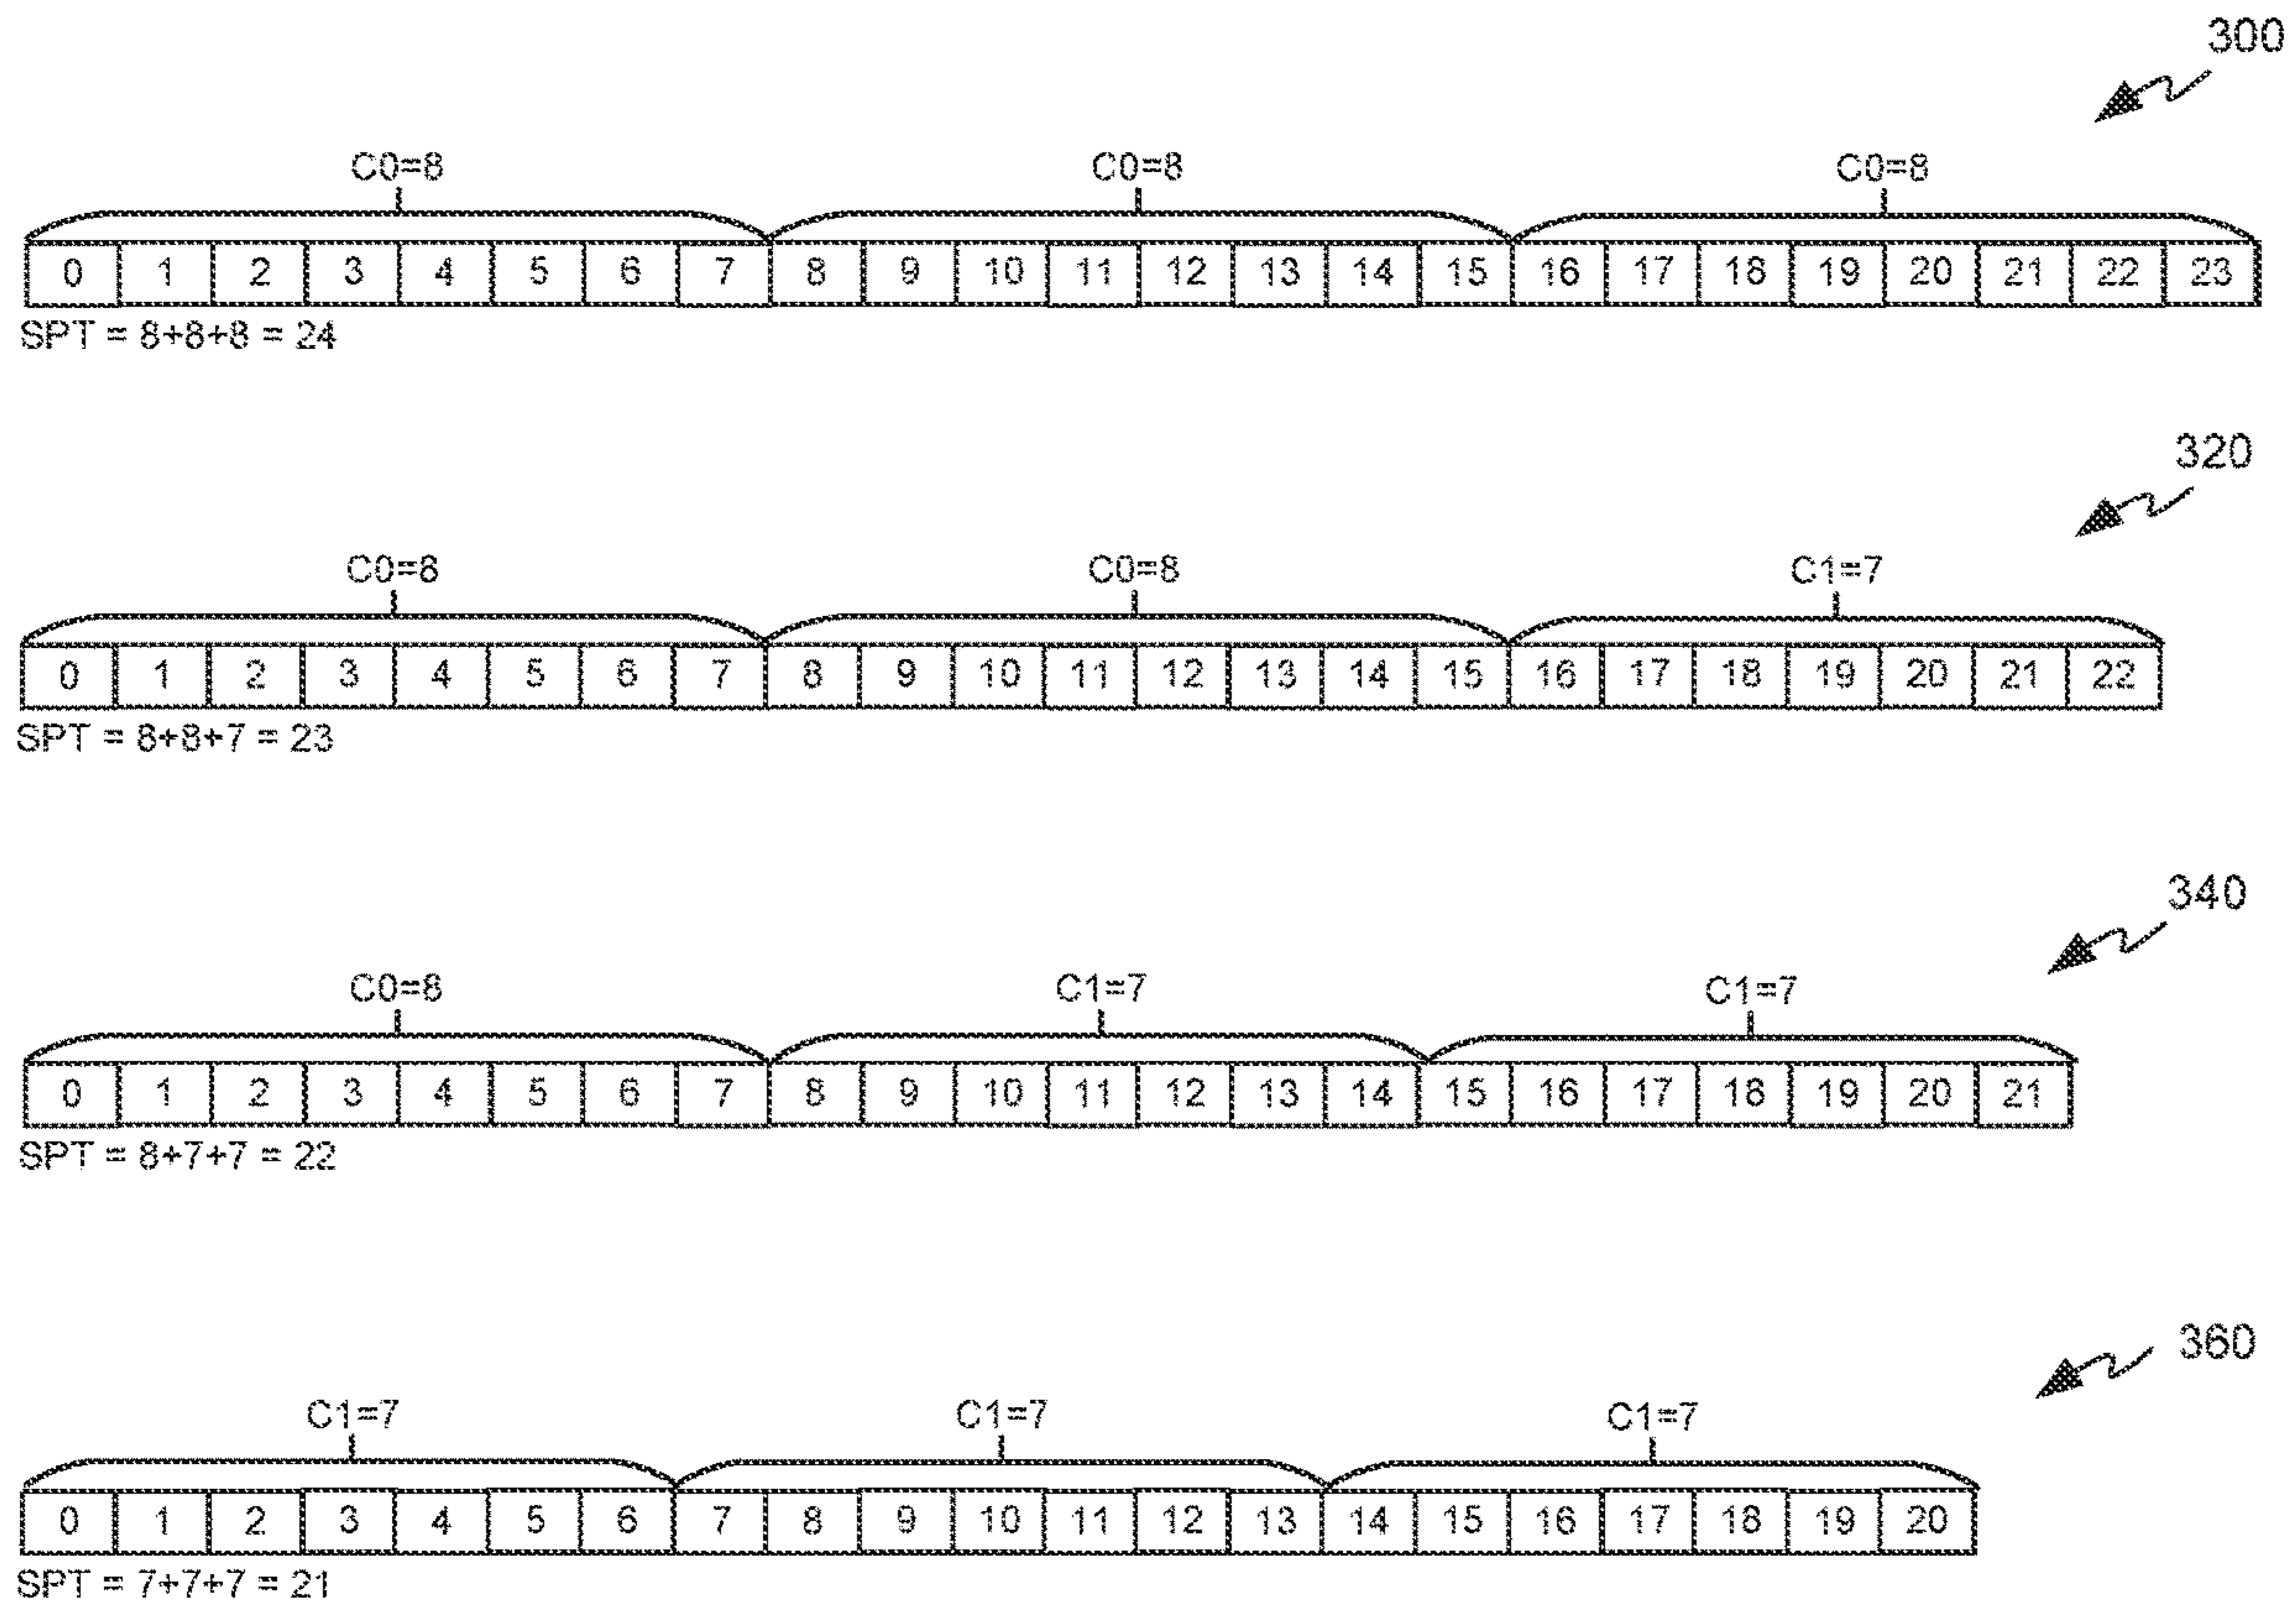 300
C0=8 C0=8 C0=8
0 1 2 3 4 5 6 7 8 9 10 11 12 13 14 15 16 17 18 19 20 21 22 23
SPT = 8+8+8 = 24
320
C0=8 C0=8 C1=7
0 1 2 3 4 5 6 7 8 9 10 11 12 13 14 15 16 17 18 19 20 21 22
SPT = 8+8+7 = 23
340
C0=8 C1=7 C1=7
0 1 2 3 4 5 6 7 8 9 10 11 12 13 14 15 16 17 18 19 20 21
SPT = 8+7+7 = 22
360
C1=7 C1=7 C1=7
0 1 2 3 4 5 6 7 8 9 10 11 12 13 14 15 16 17 18 19 20
SPT = 7+7+7 = 21